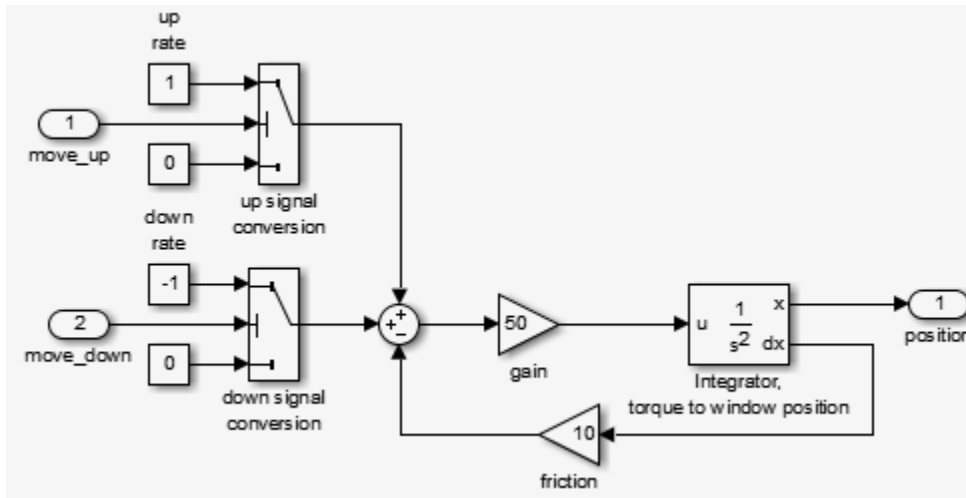 up
rate
1
1
move_up
0
up signal
conversion
down
rate
-1
2
move_down
0
down signal
conversion
+
+
−
50
gain
u
1
s2
x
dx
Integrator,
torque to window position
1
position
10
friction